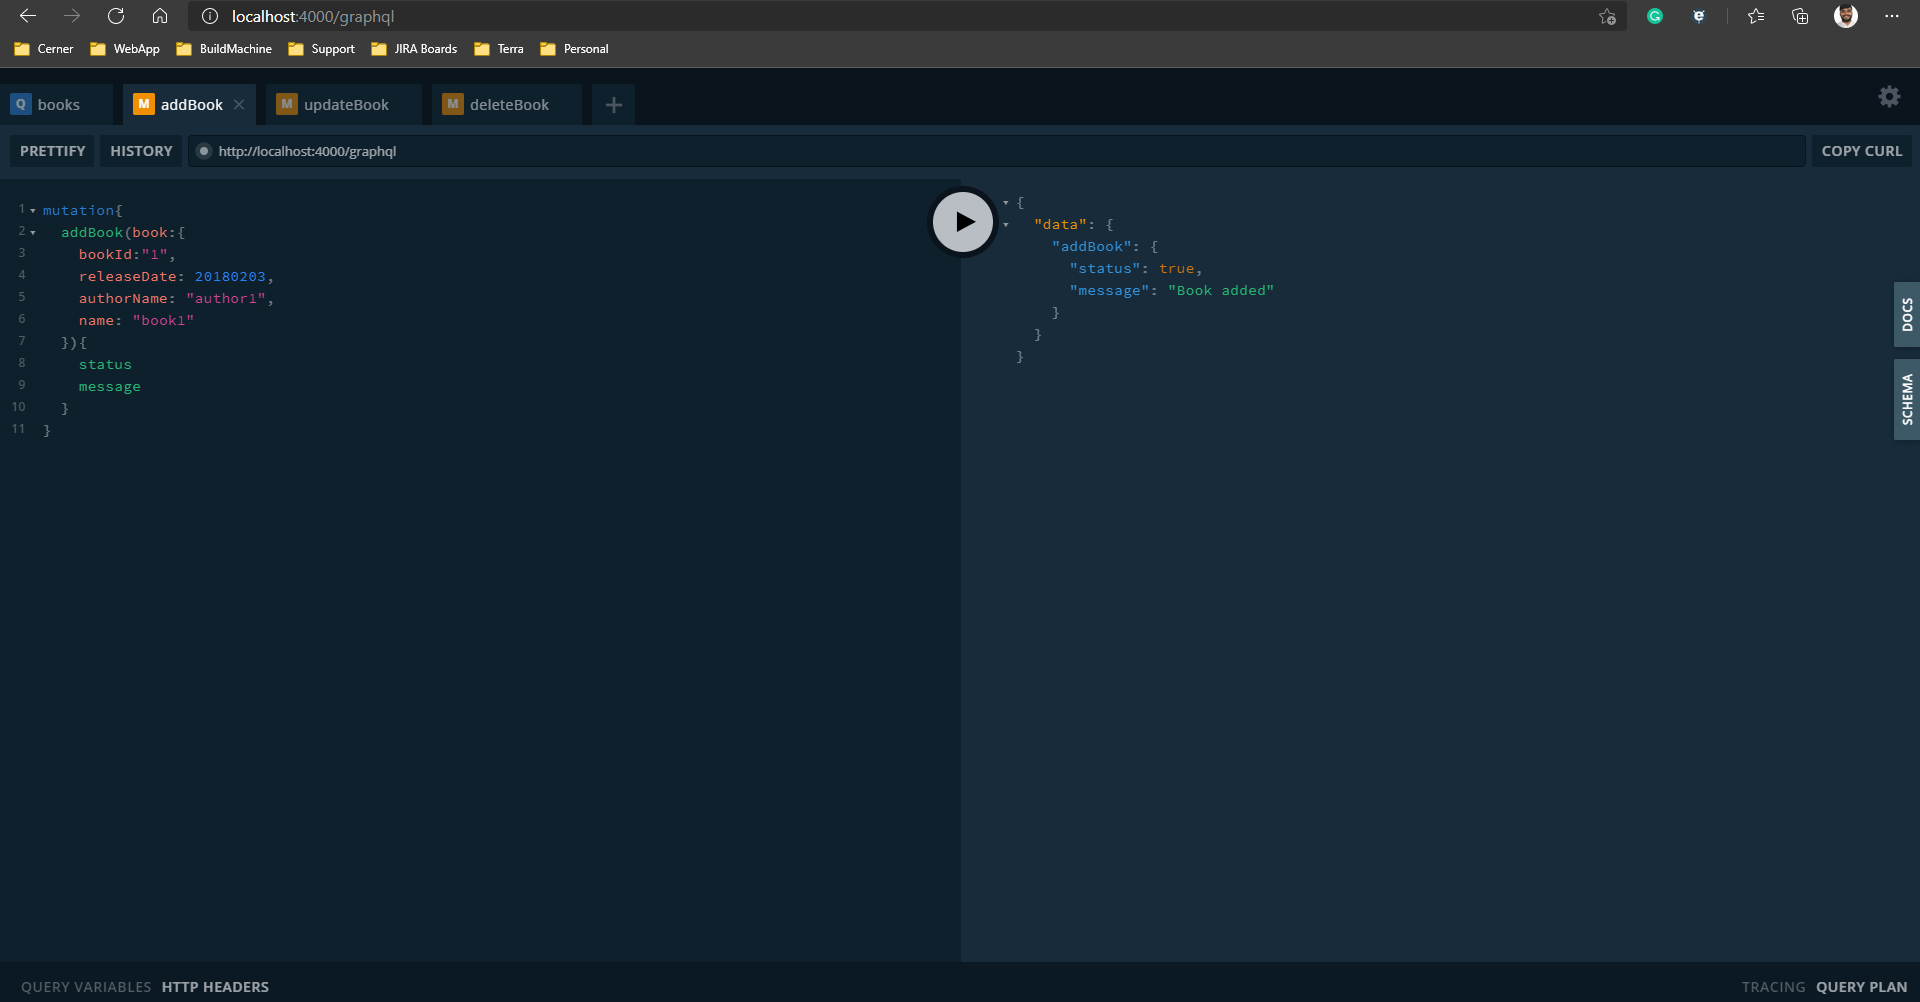 localhost:4000/graphql
Cerner WebApp BuildMachine Support JIRA Boards Terra Personal
Q books M addBook M updateBook M deleteBook
PRETTIFY HISTORY http://localhost:4000/graphql COPY CURL
1 mutation{
2 addBook(book:{
3 bookId:"1",
4 releaseDate: 20180203,
5 authorName: "author1",
6 name: "book1"
7 }){
8 status
9 message
10 }
11 }
{
"data": {
"addBook": {
"status": true,
"message": "Book added"
}
}
}
DOCS
SCHEMA
QUERY VARIABLES HTTP HEADERS TRACING QUERY PLAN